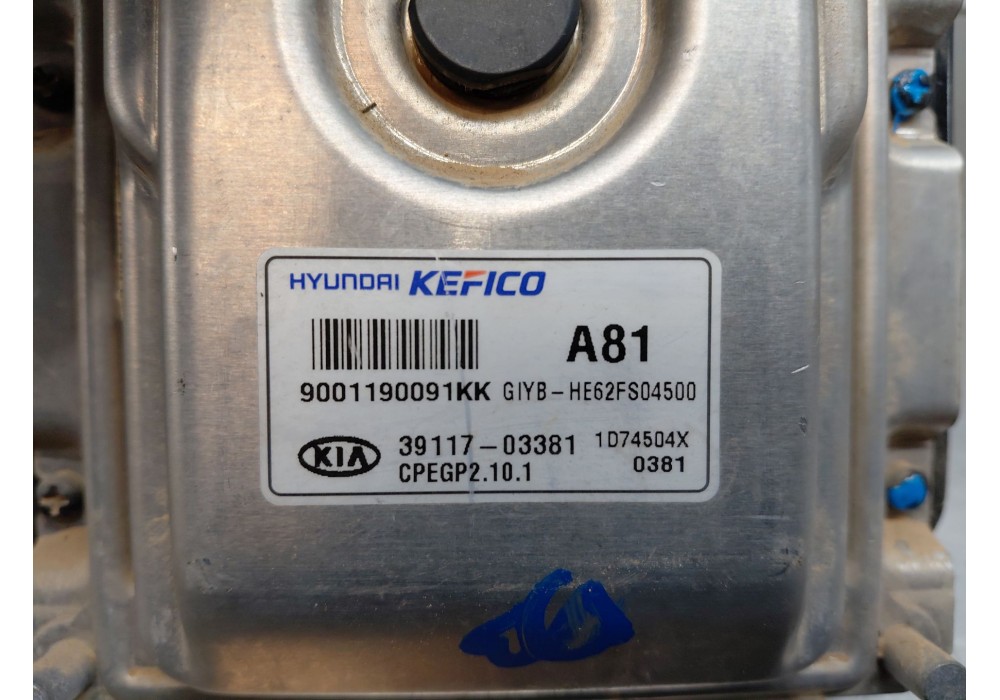 HYUNDAI KEFICO
A81
9001190091KK GIYB-HE62FS04500
KIA 39117-03381 1D74504X
CPEGP2.10.1 0381